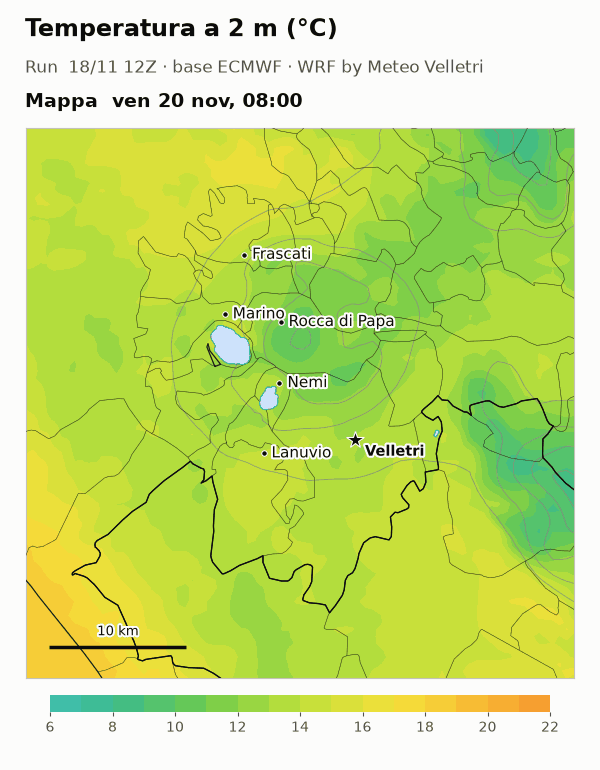 Temperatura a 2 m (°C)
Run  18/11 12Z · base ECMWF · WRF by Meteo Velletri
Mappa  ven 20 nov, 08:00
Frascati
Marino
Rocca di Papa
Nemi
Velletri
Lanuvio
10 km
6 8 10 12 14 16 18 20 22